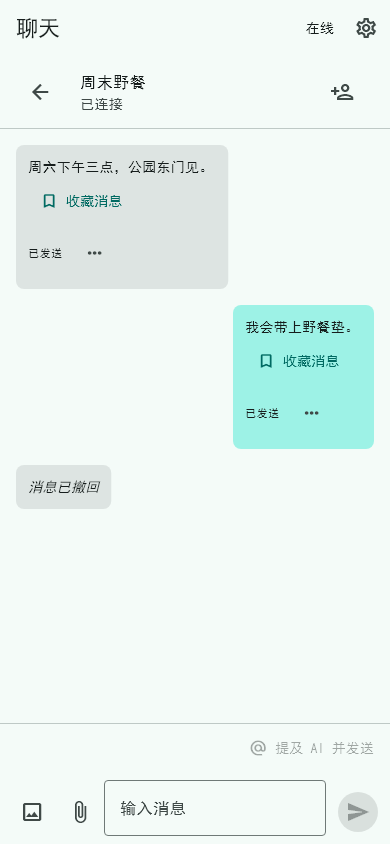 聊天
在线
周末野餐
已连接
周六下午三点，公园东门见。
收藏消息
已发送
我会带上野餐垫。
收藏消息
已发送
消息已撤回
提及 AI 并发送
输入消息